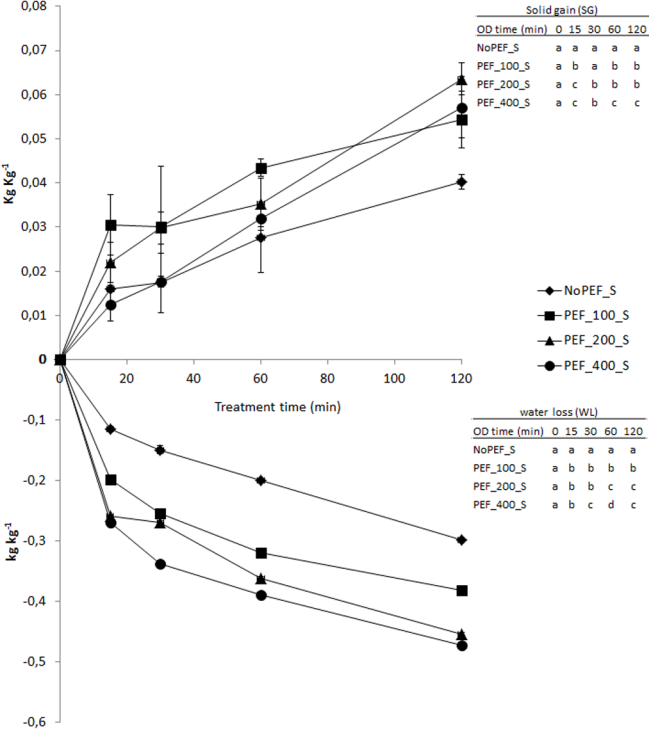 0,08
0,07
0,06
0,05
0,04
0,03
0,02
0,01
0
Kg Kg-1
0 20 40 60 80 100 120
Treatment time (min)
-0,1
-0,2
-0,3
-0,4
-0,5
-0,6
kg kg-1
Solid gain (SG)
OD time (min) 0 15 30 60 120
NoPEF_S a a a a a
PEF_100_S a b a b b
PEF_200_S a c b b b
PEF_400_S a c b c c
NoPEF_S
PEF_100_S
PEF_200_S
PEF_400_S
water loss (WL)
OD time (min) 0 15 30 60 120
NoPEF_S a a a a a
PEF_100_S a b b b b
PEF_200_S a b b c c
PEF_400_S a b c d c